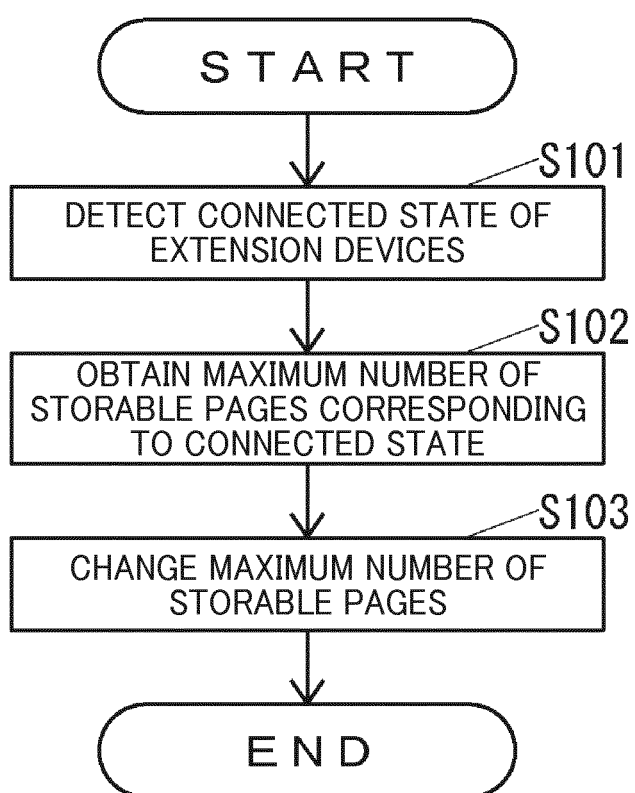 START
S101
DETECT CONNECTED STATE OF
EXTENSION DEVICES
S102
OBTAIN MAXIMUM NUMBER OF
STORABLE PAGES CORRESPONDING
TO CONNECTED STATE
S103
CHANGE MAXIMUM NUMBER OF
STORABLE PAGES
END